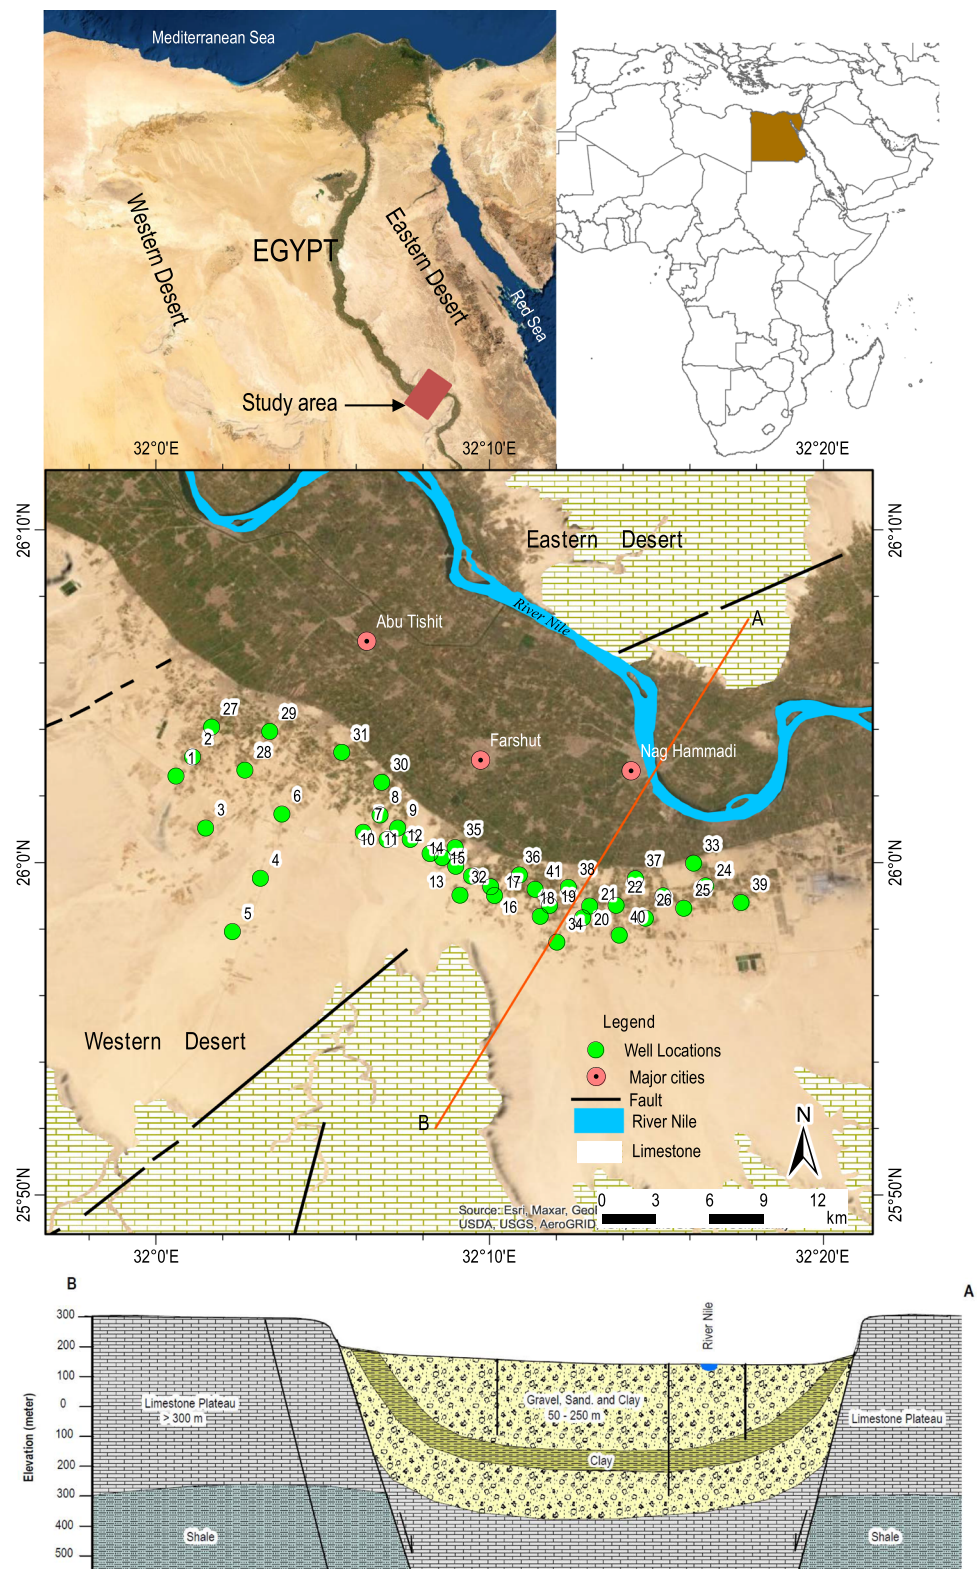 Mediterranean Sea
Western Desert
EGYPT
Eastern Desert
Red Sea
Study area
32°0'E
32°10'E
32°20'E
26°10'N
26°10'N
Eastern Desert
River Nile
A
Abu Tishit
27
29
2
28
31
1
Farshut
Nag Hammadi
30
6
8
3
7
9
10
11
12
35
33
14
15
36
37
4
38
24
13
32
17
41
22
25
39
18
19
21
26
16
5
34
20
40
26°0'N
26°0'N
Western Desert
B
Legend
Well Locations
Major cities
Fault
River Nile
Limestone
N
25°50'N
25°50'N
0 3 6 9 12
km
Source: Esri, Maxar, Geo
USDA, USGS, AeroGRID
32°0'E
32°10'E
32°20'E
B
A
Elevation (meter)
300
200
100
0
100
200
300
400
500
River Nile
Limestone Plateau
> 300 m
Gravel, Sand. and Clay
50 - 250 m
Limestone Plateau
Clay
Shale
Shale